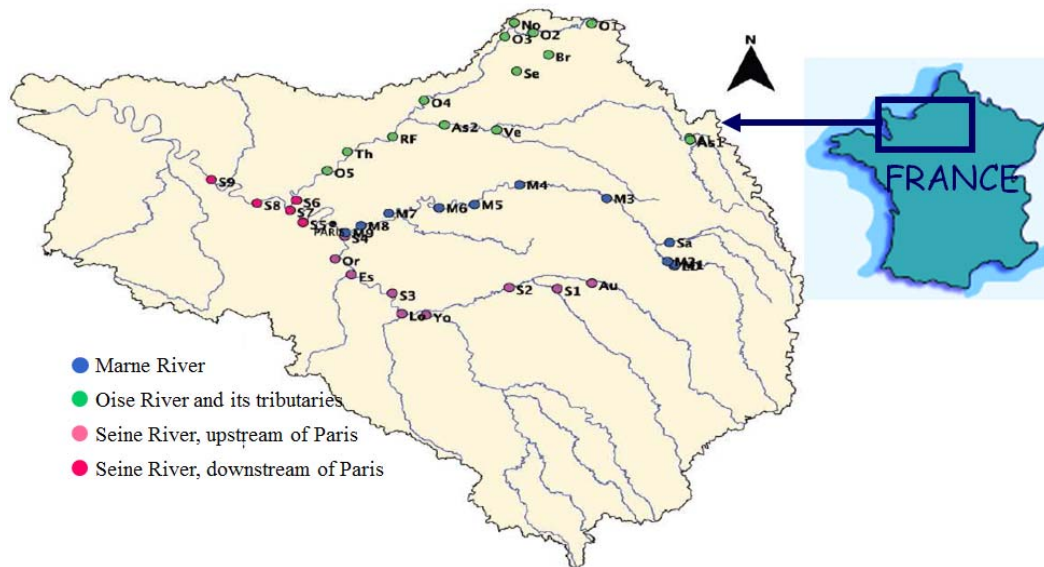 No
O1
O2
O3
Br
Se
N
O4
As2
Ve
RF
As1
Th
O5
FRANCE
S9
S8
S6
S7
S5
PARIS
M4
M3
M5
M6
M7
M8
M9
S4
Sa
M2
Or
Es
S3
S2
S1
Au
Lo
Yo
Marne River
Oise River and its tributaries
Seine River, upstream of Paris
Seine River, downstream of Paris